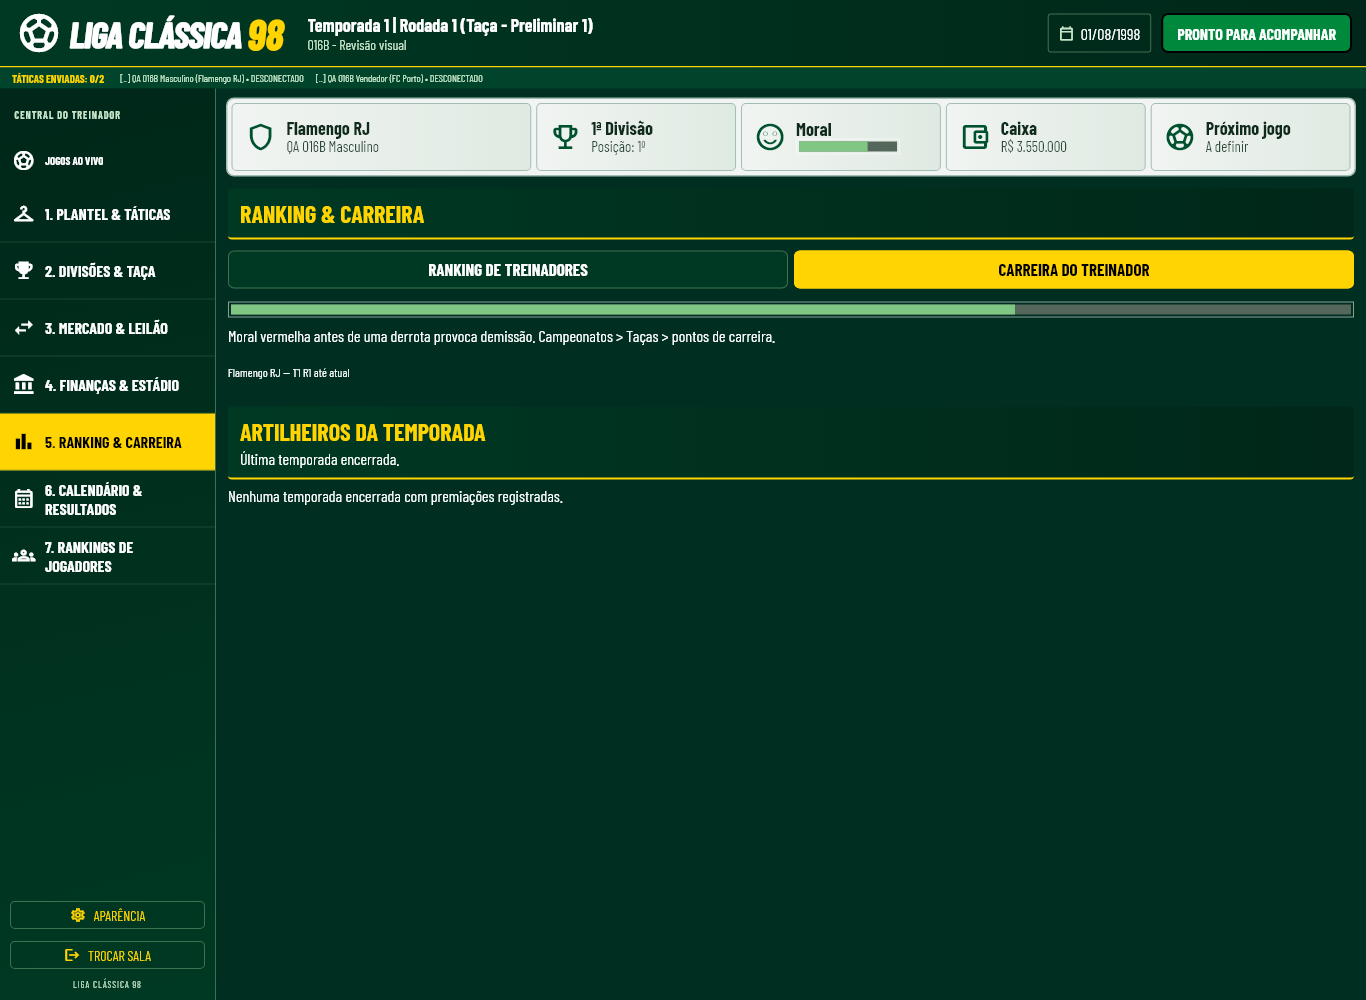 LIGA CLÁSSICA 98
Temporada 1 | Rodada 1 (Taça - Preliminar 1)
016B - Revisão visual
01/08/1998
PRONTO PARA ACOMPANHAR
TÁTICAS ENVIADAS: 0/2
[..] QA 016B Masculino (Flamengo RJ) • DESCONECTADO
[..] QA 016B Vendedor (FC Porto) • DESCONECTADO
CENTRAL DO TREINADOR
JOGOS AO VIVO
1. PLANTEL & TÁTICAS
2. DIVISÕES & TAÇA
3. MERCADO & LEILÃO
4. FINANÇAS & ESTÁDIO
5. RANKING & CARREIRA
6. CALENDÁRIO &
RESULTADOS
7. RANKINGS DE
JOGADORES
APARÊNCIA
TROCAR SALA
LIGA CLÁSSICA 98
Flamengo RJ
QA 016B Masculino
1ª Divisão
Posição: 1º
Moral
Caixa
R$ 3.550.000
Próximo jogo
A definir
RANKING & CARREIRA
RANKING DE TREINADORES
CARREIRA DO TREINADOR
Moral vermelha antes de uma derrota provoca demissão. Campeonatos > Taças > pontos de carreira.
Flamengo RJ — T1 R1 até atual
ARTILHEIROS DA TEMPORADA
Última temporada encerrada.
Nenhuma temporada encerrada com premiações registradas.